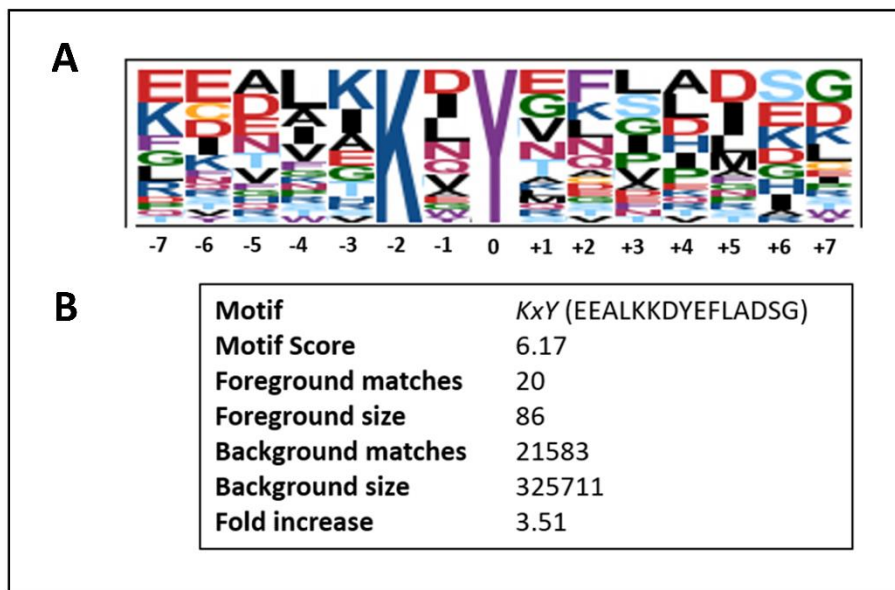 A
E E A L K K D Y E F L A D S G
-7 -6 -5 -4 -3 -2 -1 0 +1 +2 +3 +4 +5 +6 +7
B
Motif KxY (EEALKKDYEFLADSG)
Motif Score 6.17
Foreground matches 20
Foreground size 86
Background matches 21583
Background size 325711
Fold increase 3.51